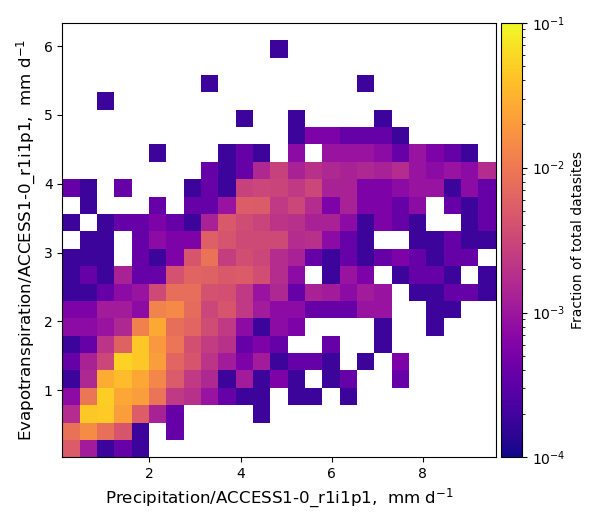 6
5
4
3
2
1
2 4 6 8
Evapotranspiration/ACCESS1-0_r1i1p1, mm d⁻¹
Precipitation/ACCESS1-0_r1i1p1, mm d⁻¹
10⁻¹
10⁻²
10⁻³
10⁻⁴
Fraction of total datasites